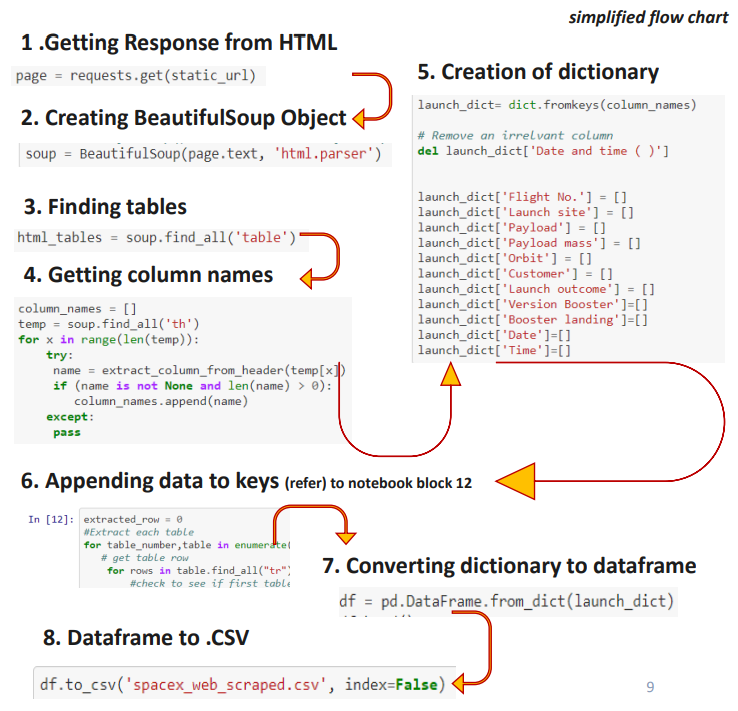 simplified flow chart
1 .Getting Response from HTML
page = requests.get(static_url)
2. Creating BeautifulSoup Object
soup = BeautifulSoup(page.text, 'html.parser')
3. Finding tables
html_tables = soup.find_all('table')
4. Getting column names
column_names = []
temp = soup.find_all('th')
for x in range(len(temp)):
    try:
     name = extract_column_from_header(temp[x])
     if (name is not None and len(name) > 0):
        column_names.append(name)
    except:
     pass
5. Creation of dictionary
launch_dict= dict.fromkeys(column_names)
# Remove an irrelvant column
del launch_dict['Date and time ( )']
launch_dict['Flight No.'] = []
launch_dict['Launch site'] = []
launch_dict['Payload'] = []
launch_dict['Payload mass'] = []
launch_dict['Orbit'] = []
launch_dict['Customer'] = []
launch_dict['Launch outcome'] = []
launch_dict['Version Booster']=[]
launch_dict['Booster landing']=[]
launch_dict['Date']=[]
launch_dict['Time']=[]
6. Appending data to keys (refer) to notebook block 12
In [12]: extracted_row = 0
#Extract each table
for table_number,table in enumerate(
   # get table row
    for rows in table.find_all("tr")
        #check to see if first table
7. Converting dictionary to dataframe
df = pd.DataFrame.from_dict(launch_dict)
8. Dataframe to .CSV
df.to_csv('spacex_web_scraped.csv', index=False)
9